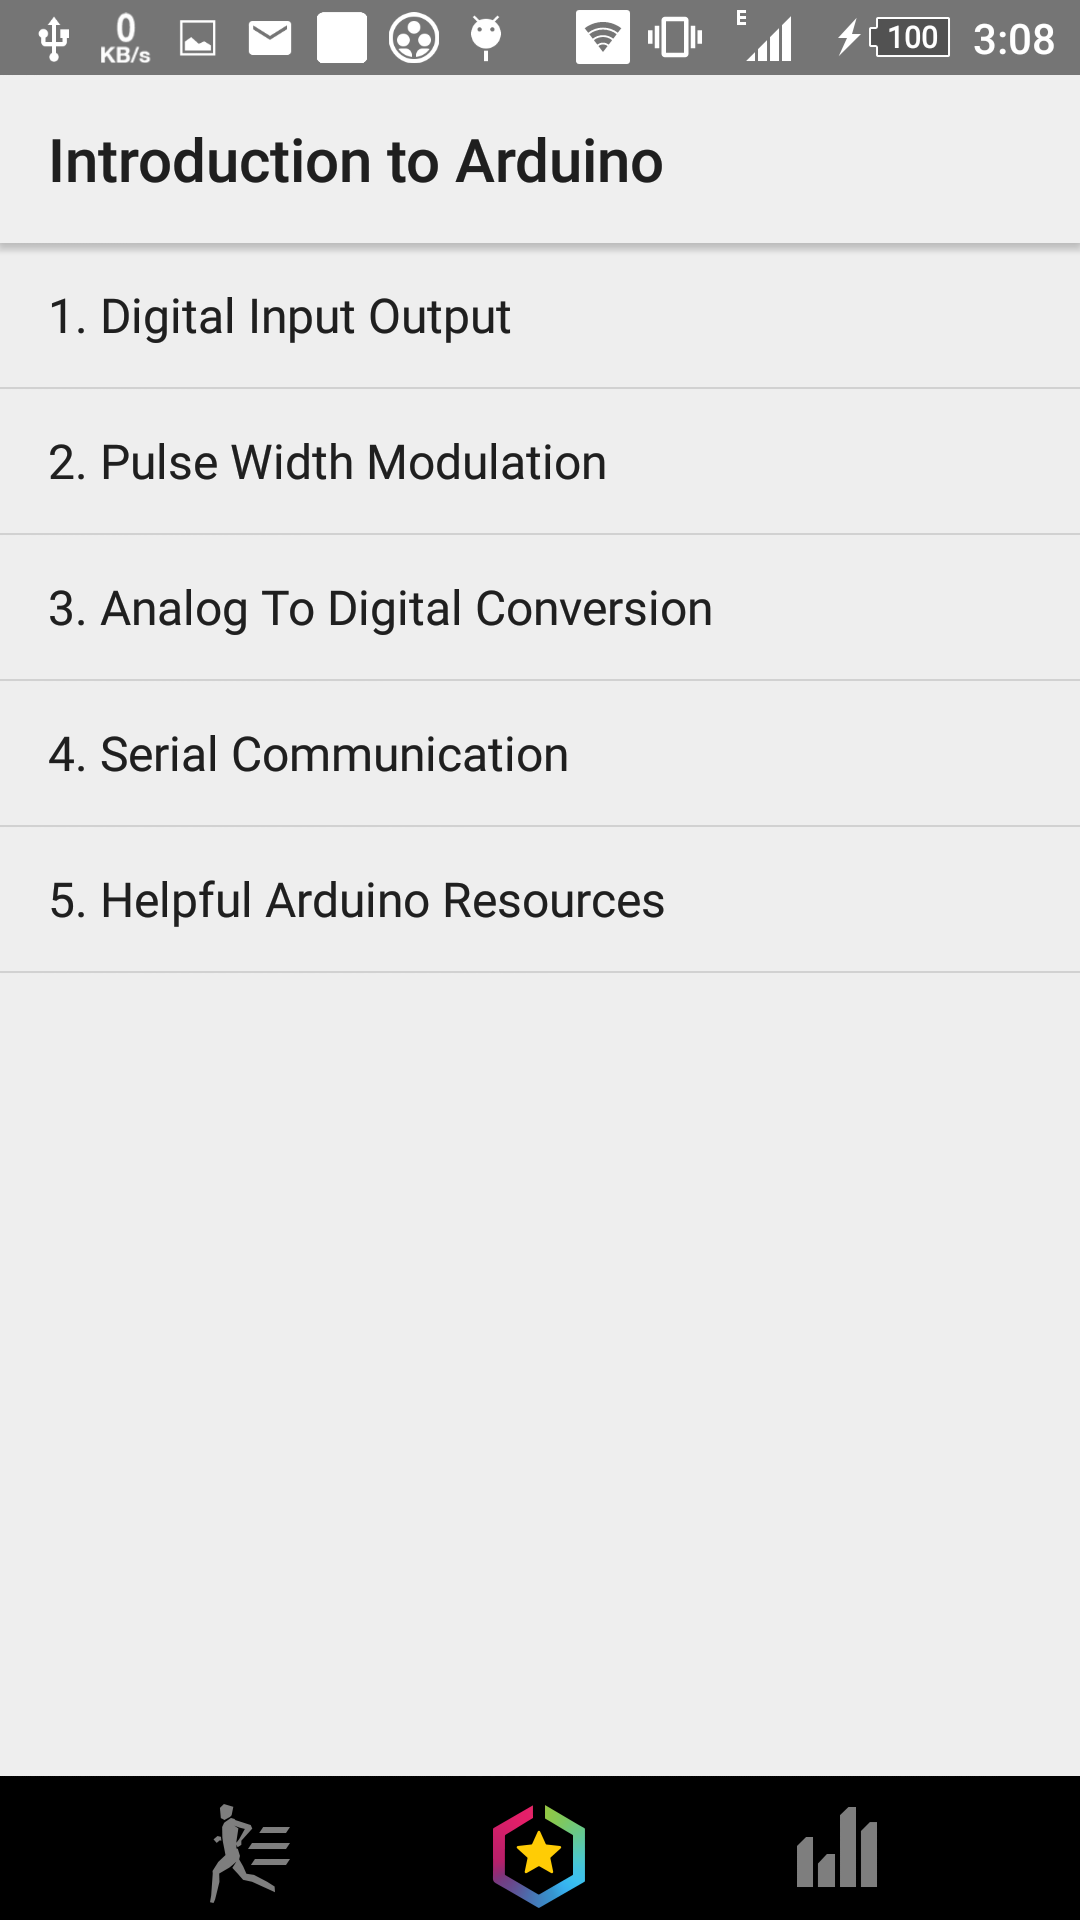 0
KB/s
E
100
3:08
Introduction to Arduino
1. Digital Input Output
2. Pulse Width Modulation
3. Analog To Digital Conversion
4. Serial Communication
5. Helpful Arduino Resources